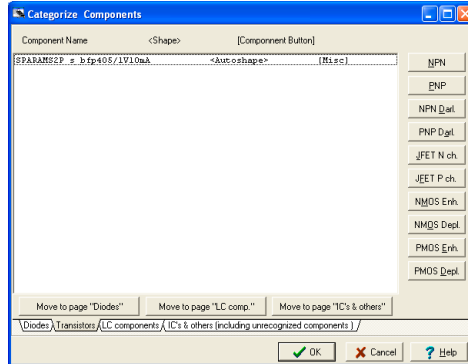 Categorize Components
Component Name <Shape> [Componnent Button]
SPARAMS2P s bfp405/1V10mA <Autoshape> [Misc]
NPN
PNP
NPN Darl.
PNP Darl.
JFET N ch.
JFET P ch.
NMOS Enh.
NMOS Depl.
PMOS Enh.
PMOS Depl.
Move to page "Diodes" Move to page "LC comp." Move to page "IC's & others"
Diodes Transistors LC components IC's & others (including unrecognized components )
OK Cancel Help